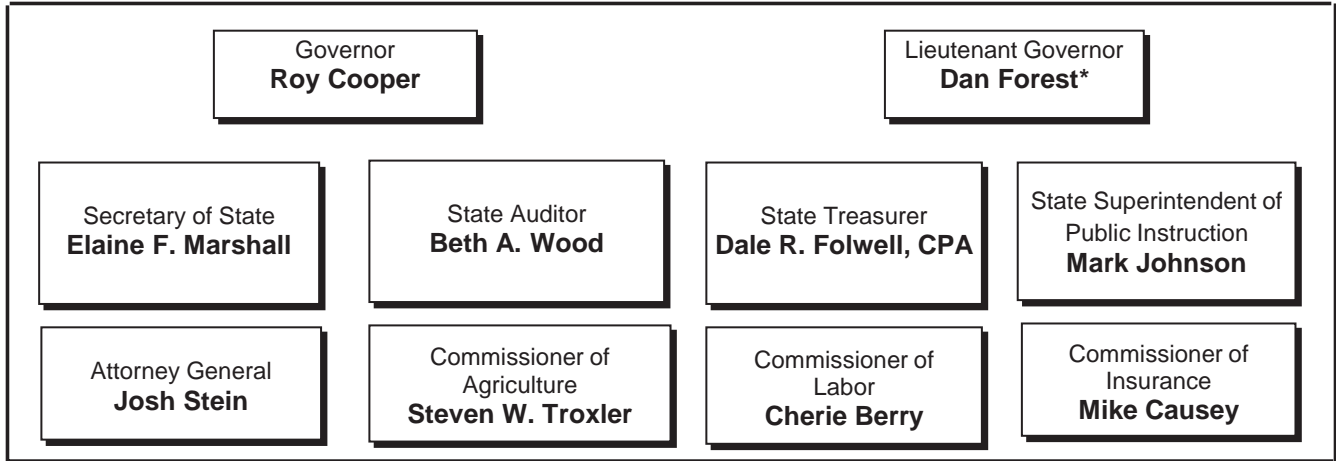 Governor
Roy Cooper
Lieutenant Governor
Dan Forest*
Secretary of State
Elaine F. Marshall
State Auditor
Beth A. Wood
State Treasurer
Dale R. Folwell, CPA
State Superintendent of
Public Instruction
Mark Johnson
Attorney General
Josh Stein
Commissioner of
Agriculture
Steven W. Troxler
Commissioner of
Labor
Cherie Berry
Commissioner of
Insurance
Mike Causey